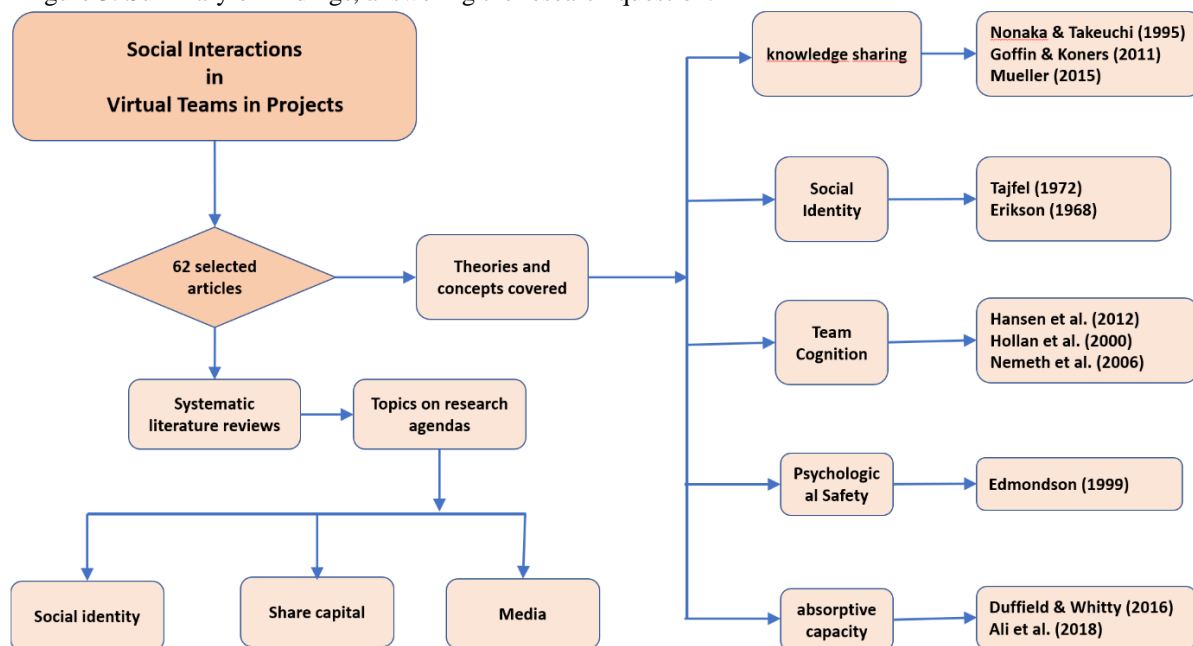 Social Interactions
in
Virtual Teams in Projects
62 selected
articles
Theories and
concepts covered
Systematic
literature reviews
Topics on research
agendas
Social identity
Share capital
Media
knowledge sharing
Nonaka & Takeuchi (1995)
Goffin & Koners (2011)
Mueller (2015)
Social
Identity
Tajfel (1972)
Erikson (1968)
Team
Cognition
Hansen et al. (2012)
Hollan et al. (2000)
Nemeth et al. (2006)
Psychologic
al Safety
Edmondson (1999)
absorptive
capacity
Duffield & Whitty (2016)
Ali et al. (2018)